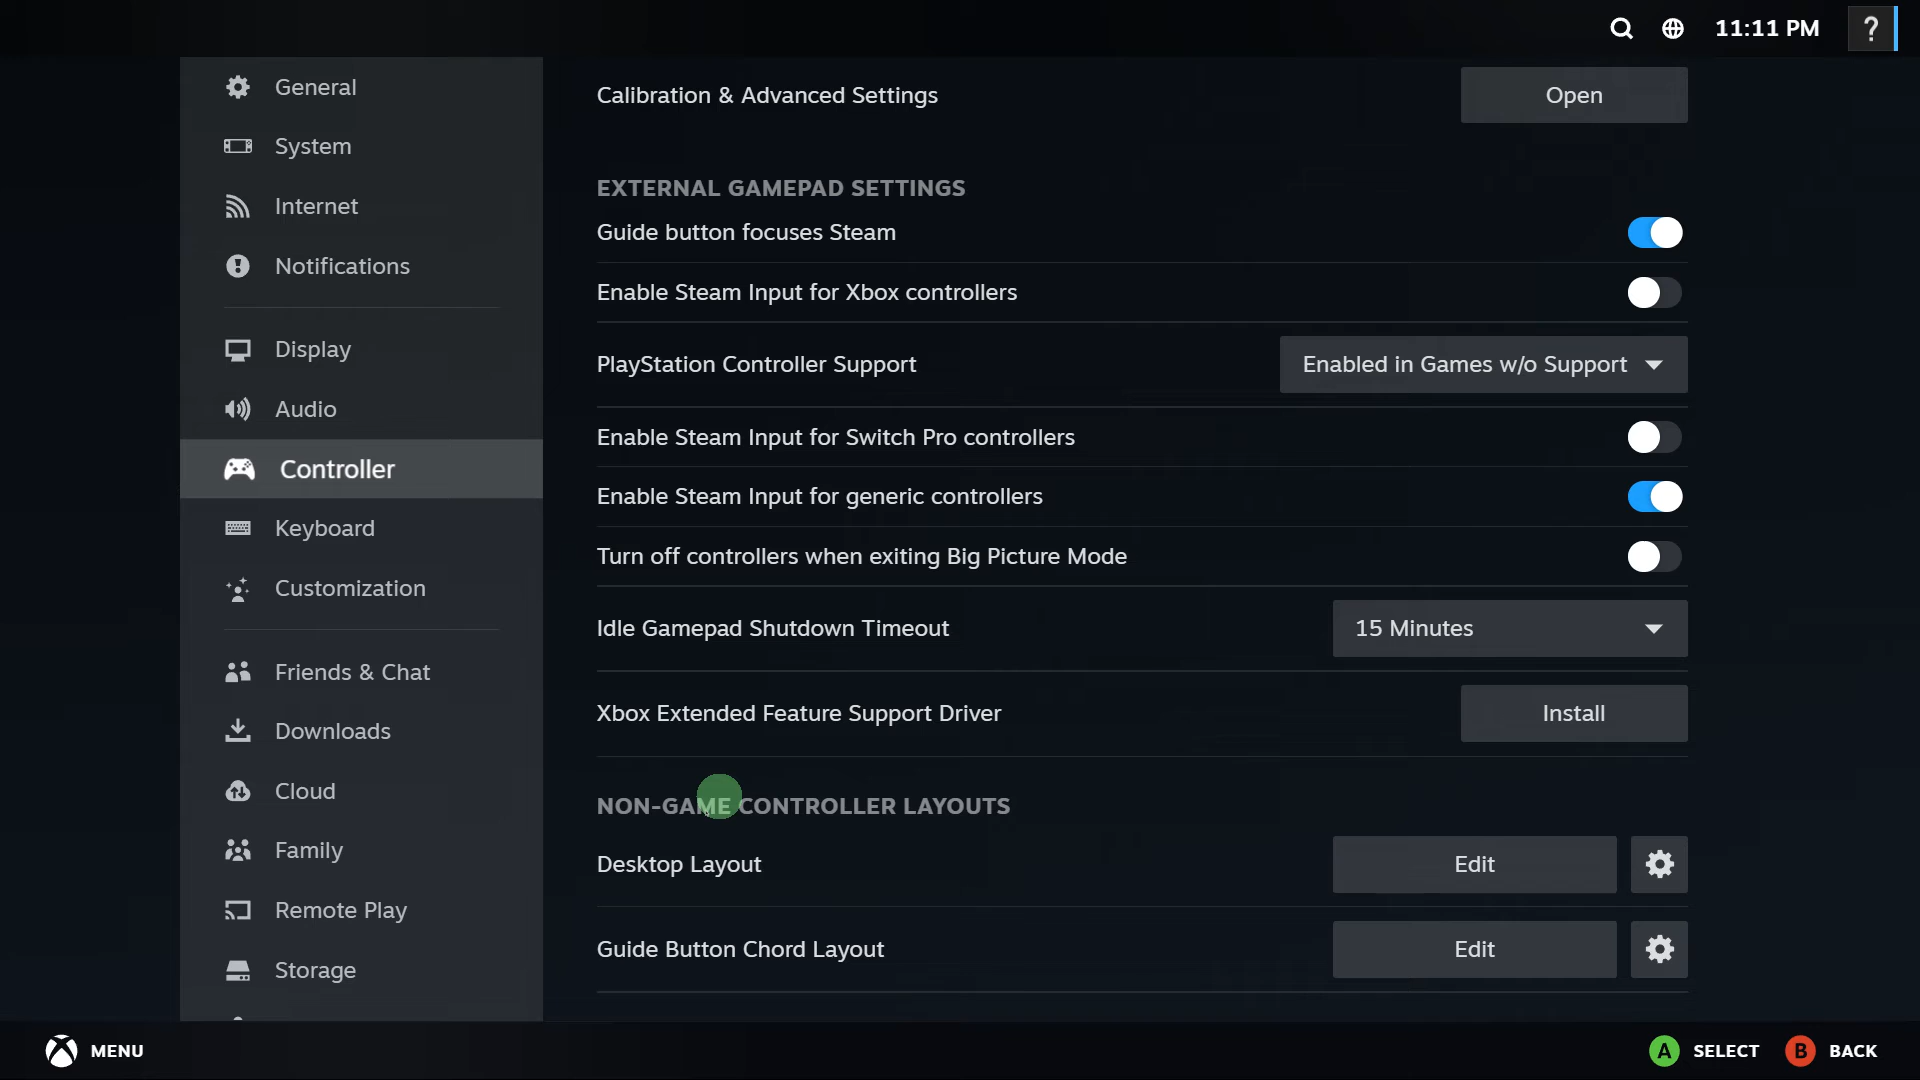 11:11 PM
?
General
System
Internet
Notifications
Display
Audio
Controller
Keyboard
Customization
Friends & Chat
Downloads
Cloud
Family
Remote Play
Storage
Calibration & Advanced Settings
Open
EXTERNAL GAMEPAD SETTINGS
Guide button focuses Steam
Enable Steam Input for Xbox controllers
PlayStation Controller Support
Enabled in Games w/o Support
Enable Steam Input for Switch Pro controllers
Enable Steam Input for generic controllers
Turn off controllers when exiting Big Picture Mode
Idle Gamepad Shutdown Timeout
15 Minutes
Xbox Extended Feature Support Driver
Install
NON-GAME CONTROLLER LAYOUTS
Desktop Layout
Edit
Guide Button Chord Layout
Edit
MENU
A SELECT
B BACK